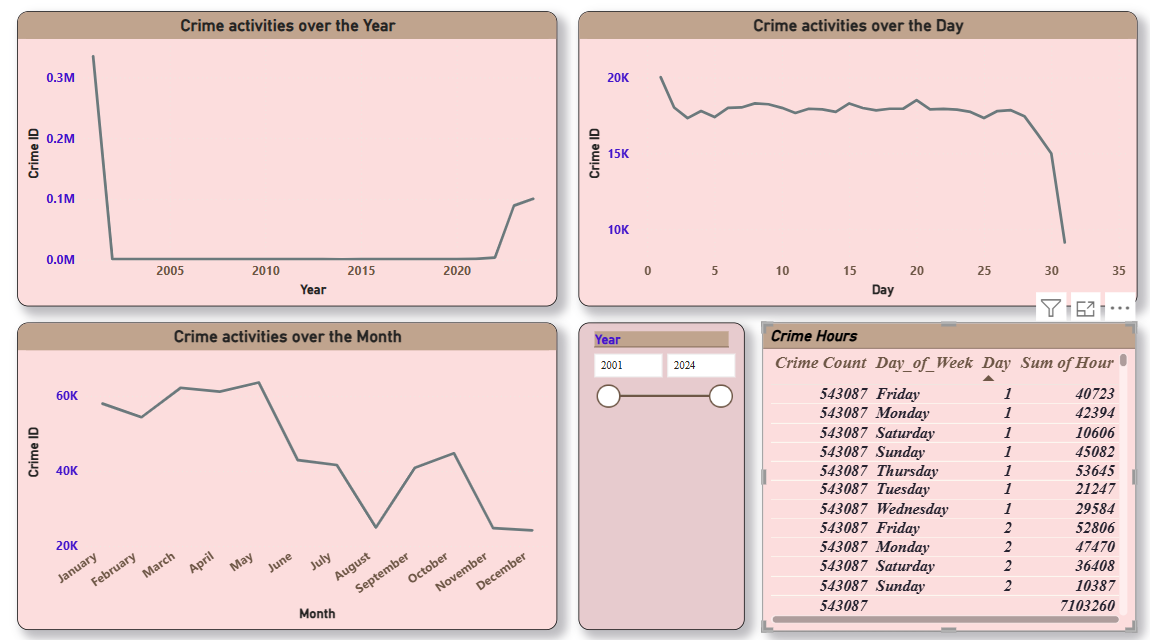 Crime activities over the Year
Crime ID
0.3M
0.2M
0.1M
0.0M
2005 2010 2015 2020
Year
Crime activities over the Day
Crime ID
20K
15K
10K
0 5 10 15 20 25 30 35
Day
Crime activities over the Month
Crime ID
60K
40K
20K
January February March April May June July August September October November December
Month
Year
2001 2024
Crime Hours
Crime Count Day_of_Week Day Sum of Hour
543087 Friday 1 40723
543087 Monday 1 42394
543087 Saturday 1 10606
543087 Sunday 1 45082
543087 Thursday 1 53645
543087 Tuesday 1 21247
543087 Wednesday 1 29584
543087 Friday 2 52806
543087 Monday 2 47470
543087 Saturday 2 36408
543087 Sunday 2 10387
543087 7103260